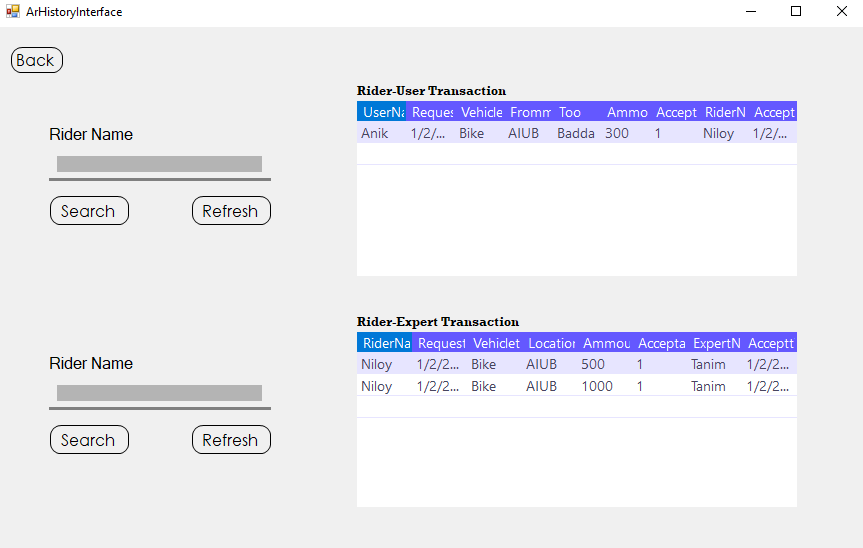 ArHistoryInterface
Back
Rider-User Transaction
UserNa Reques Vehicle Fromm Too Ammo Accept RiderN Accept
Anik 1/2/... Bike AIUB Badda 300 1 Niloy 1/2/...
Rider Name
Search Refresh
Rider-Expert Transaction
RiderNa Request Vehiclet Location Ammou Accepta ExpertN Acceptt
Niloy 1/2/2... Bike AIUB 500 1 Tanim 1/2/2...
Niloy 1/2/2... Bike AIUB 1000 1 Tanim 1/2/2...
Rider Name
Search Refresh